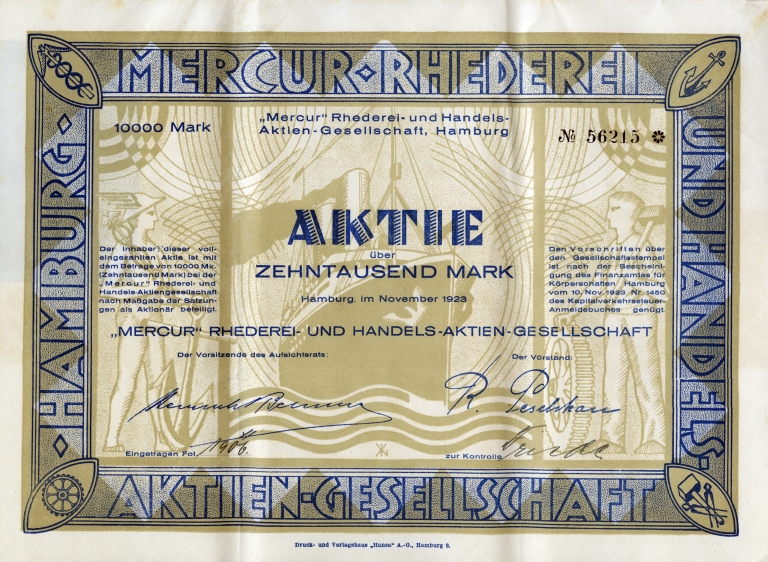 MERCUR-RHEDEREI
UND HANDELS-
AKTIEN-GESELLSCHAFT
HAMBURG
10000 Mark
„Mercur“ Rhederei- und Handels-
Aktien-Gesellschaft, Hamburg
№ 56215
AKTIE
über
ZEHNTAUSEND MARK
Hamburg, im November 1923
Der Inhaber dieser voll-
eingezahlten Aktie ist mit
dem Betrage von 10000 Mk.
(Zehntausend Mark) bei der
„Mercur“ Rhederei- und
Handels-Aktiengesellschaft
nach Maßgabe der Satzun-
gen als Aktionär beteiligt.
Den Vorschriften über
den Gesellschaftstempel
ist nach der Bescheini-
gung des Finanzamtes für
Körperschaften Hamburg
vom 10. Nov. 1923, Nr. 1450
des Kapitalverkehrssteuer-
Anmeldebuches genügt.
„MERCUR“ RHEDEREI- UND HANDELS-AKTIEN-GESELLSCHAFT
Der Vorsitzende des Aufsichtsrats:
Der Vorstand:
R.
Eingetragen Fol.
zur Kontrolle
Druck- und Verlagshaus „Hansa“ A.-G., Hamburg 8.